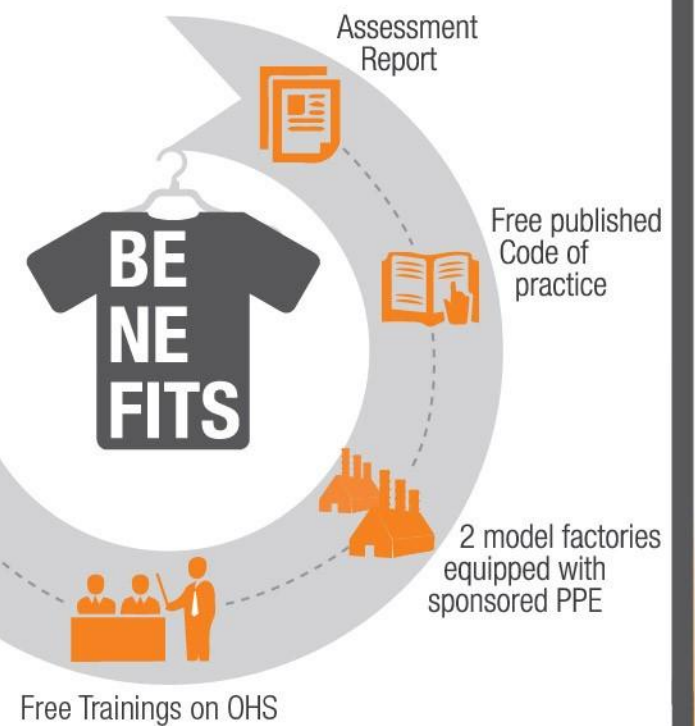 Assessment
Report
Free published
Code of
practice
BE
NE
FITS
2 model factories
equipped with
sponsored PPE
Free Trainings on OHS